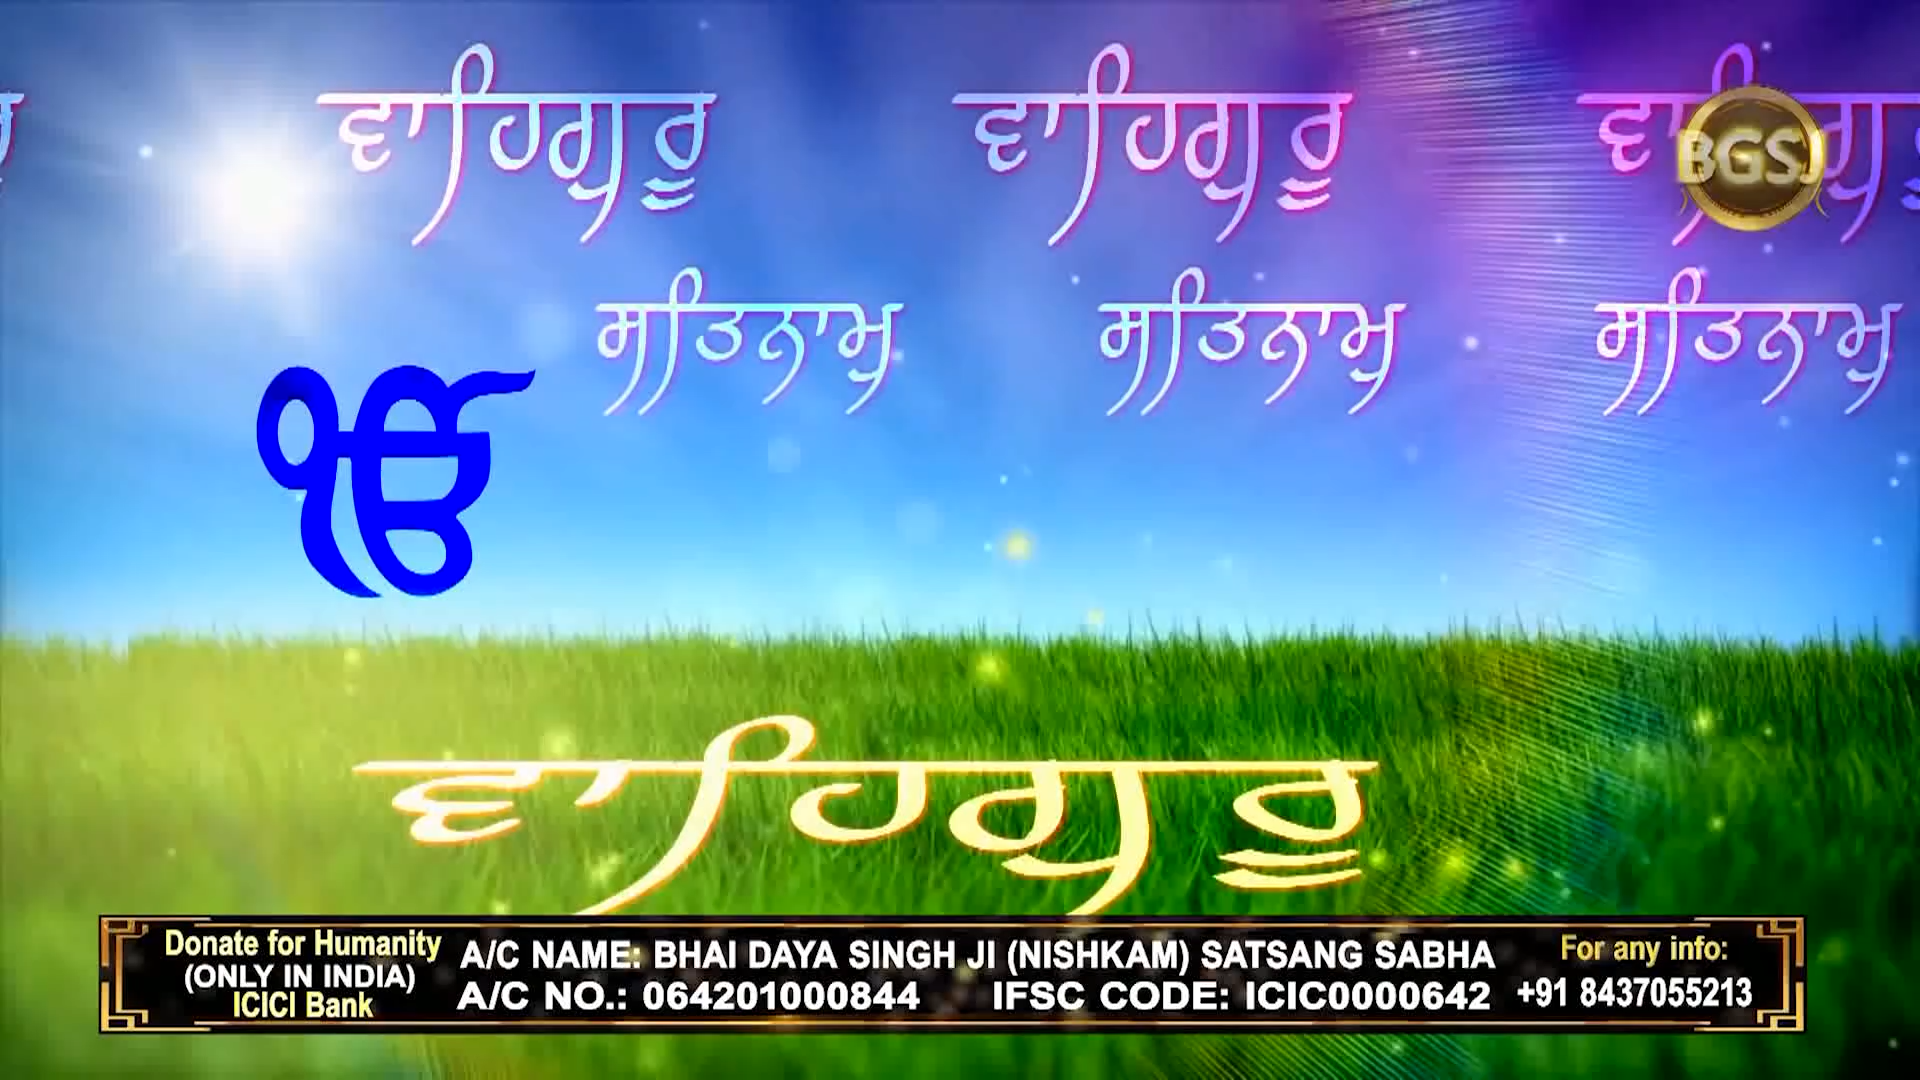 ਵਾਹਿਗੁਰੂ ਵਾਹਿਗੁਰੂ ਵਾਹਿਗੁਰੂ
BGSJ
ਸਤਿਨਾਮੁ ਸਤਿਨਾਮੁ ਸਤਿਨਾਮੁ
ੴ
ਵਾਹਿਗੁਰੂ
Donate for Humanity
(ONLY IN INDIA)
ICICI Bank
A/C NAME: BHAI DAYA SINGH JI (NISHKAM) SATSANG SABHA
A/C NO.: 064201000844 IFSC CODE: ICIC0000642
For any info:
+91 8437055213